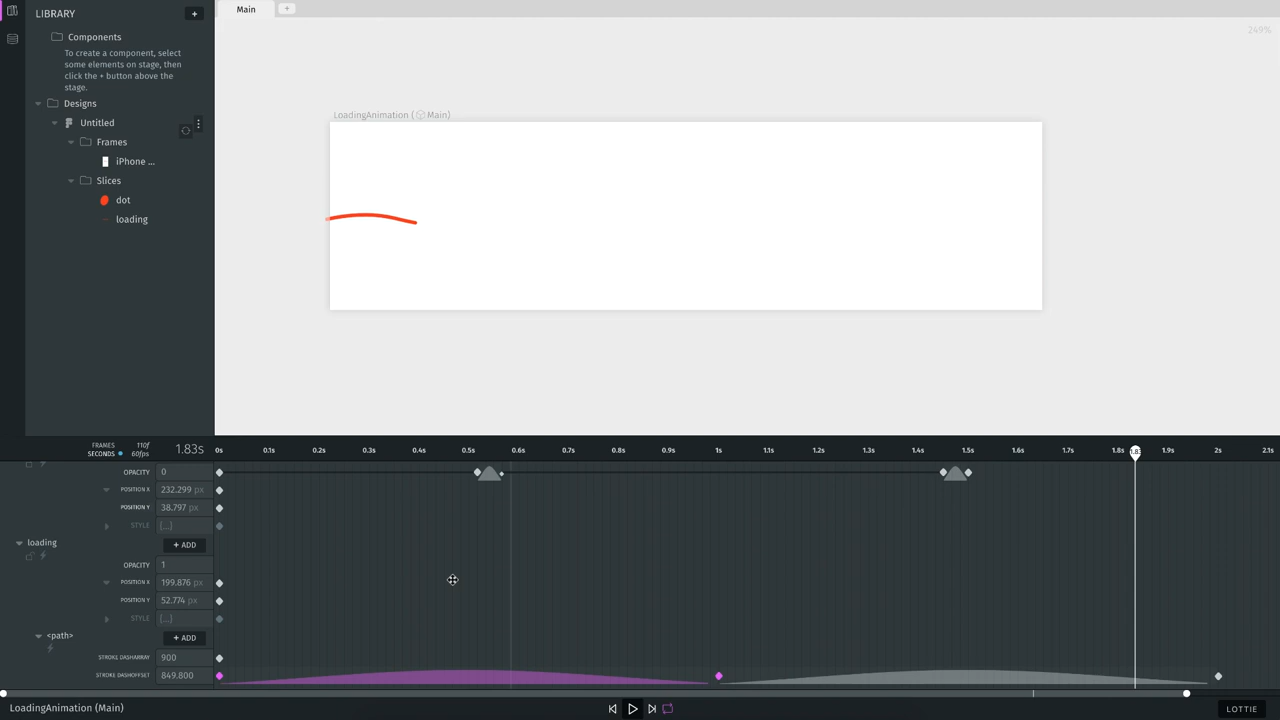 LIBRARY
+
Main
+
249%
Components
To create a component, select
some elements on stage, then
click the + button above the
stage.
Designs
Untitled
Frames
iPhone ...
Slices
dot
loading
LoadingAnimation ( Main)
FRAMES 110f
SECONDS 60fps
1.83s
0s 0.1s 0.2s 0.3s 0.4s 0.5s 0.6s 0.7s 0.8s 0.9s 1s 1.1s 1.2s 1.3s 1.4s 1.5s 1.6s 1.7s 1.8s 1.83 1.9s 2s 2.1s
OPACITY 0
POSITION X 232.299 px
POSITION Y 38.797 px
STYLE {...}
loading + ADD
OPACITY 1
POSITION X 199.876 px
POSITION Y 52.774 px
STYLE {...}
<path> + ADD
STROKE DASHARRAY 900
STROKE DASHOFFSET 849.800
LoadingAnimation (Main)
LOTTIE